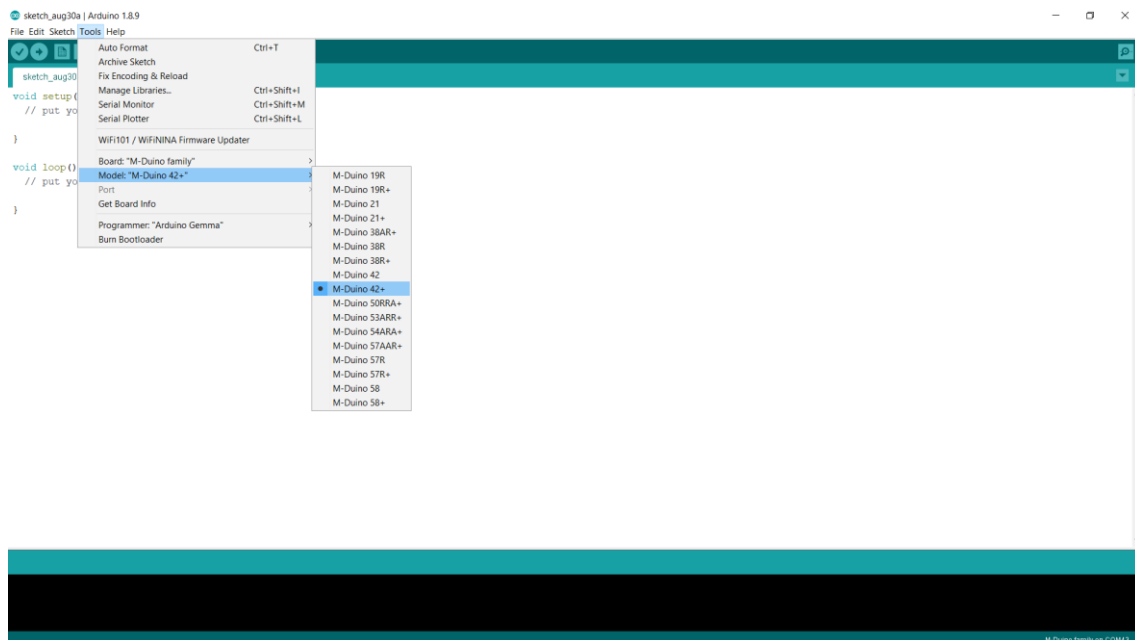 sketch_aug30a | Arduino 1.8.9
File Edit Sketch Tools Help
sketch_aug30
void setup(
// put yo
}
void loop()
// put yo
}
Auto Format Ctrl+T
Archive Sketch
Fix Encoding & Reload
Manage Libraries... Ctrl+Shift+I
Serial Monitor Ctrl+Shift+M
Serial Plotter Ctrl+Shift+L
WiFi101 / WiFiNINA Firmware Updater
Board: "M-Duino family"
Model: "M-Duino 42+"
Port
Get Board Info
Programmer: "Arduino Gemma"
Burn Bootloader
M-Duino 19R
M-Duino 19R+
M-Duino 21
M-Duino 21+
M-Duino 38AR+
M-Duino 38R
M-Duino 38R+
M-Duino 42
M-Duino 42+
M-Duino 50RRA+
M-Duino 53ARR+
M-Duino 54ARA+
M-Duino 57AAR+
M-Duino 57R
M-Duino 57R+
M-Duino 58
M-Duino 58+
M-Duino family on